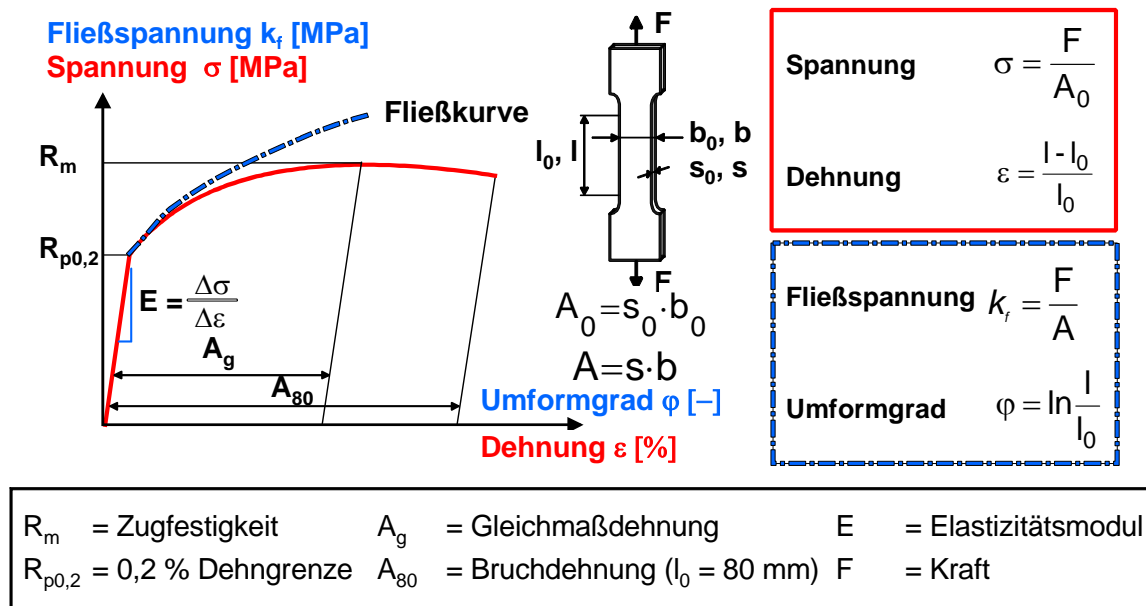 Fließspannung k_f [MPa]
Spannung σ [MPa]
Fließkurve
R_m
R_p0,2
E = Δσ/Δε
A_g
A_80
Umformgrad φ [–]
Dehnung ε [%]
F
l_0, l
b_0, b
s_0, s
F
A_0=s_0·b_0
A=s·b
Spannung σ = F/A_0
Dehnung ε = (l - l_0)/l_0
Fließspannung k_f = F/A
Umformgrad φ = ln l/l_0
R_m = Zugfestigkeit A_g = Gleichmaßdehnung E = Elastizitätsmodul
R_p0,2 = 0,2 % Dehngrenze A_80 = Bruchdehnung (l_0 = 80 mm) F = Kraft